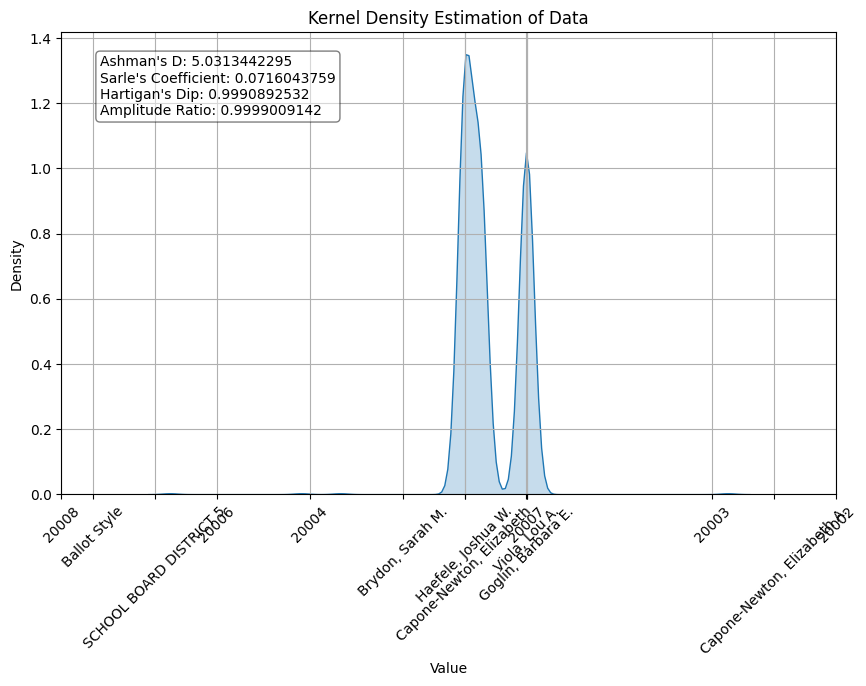 Kernel Density Estimation of Data
Ashman's D: 5.0313442295
Sarle's Coefficient: 0.0716043759
Hartigan's Dip: 0.9990892532
Amplitude Ratio: 0.9999009142
Density
1.4
1.2
1.0
0.8
0.6
0.4
0.2
0.0
20008
Ballot Style
SCHOOL BOARD DISTRICT 5
20006
20004
Brydon, Sarah M.
Haefele, Joshua W.
Capone-Newton, Elizabeth
20007
Viola, Lou A.
Goglin, Barbara E.
20003
Capone-Newton, Elizabeth A.
20002
Value